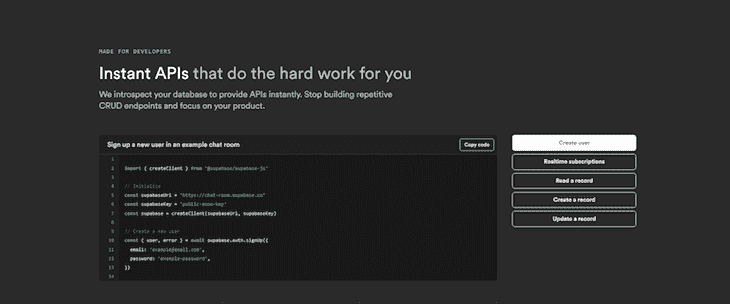 MADE FOR DEVELOPERS
Instant APIs that do the hard work for you
We introspect your database to provide APIs instantly. Stop building repetitive
CRUD endpoints and focus on your product.
Sign up a new user in an example chat room
Copy code
1
2 import { createClient } from '@supabase/supabase-js'
3
4 // Initialize
5 const supabaseUrl = 'https://chat-room.supabase.co'
6 const supabaseKey = 'public-anon-key'
7 const supabase = createClient(supabaseUrl, supabaseKey)
8
9 // Create a new user
10 const { user, error } = await supabase.auth.signUp({
11 email: 'example@email.com',
12 password: 'example-password',
13 })
14
Create user
Realtime subscriptions
Read a record
Create a record
Update a record